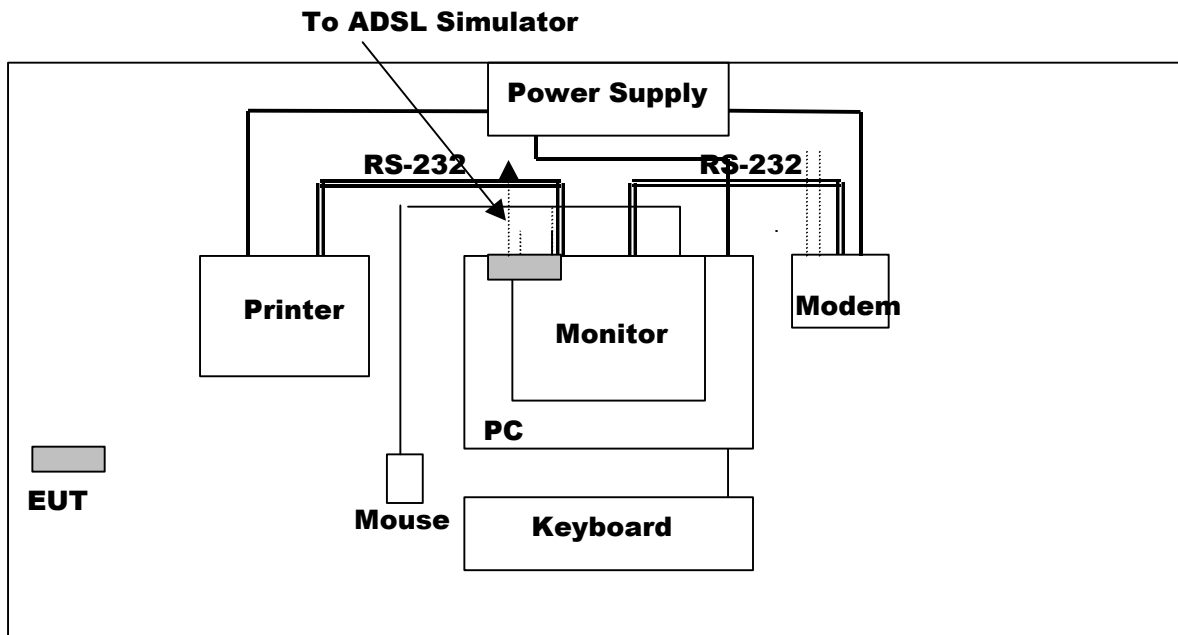 To ADSL Simulator
Power Supply
RS-232
RS-232
Printer
Monitor
Modem
PC
EUT
Mouse
Keyboard